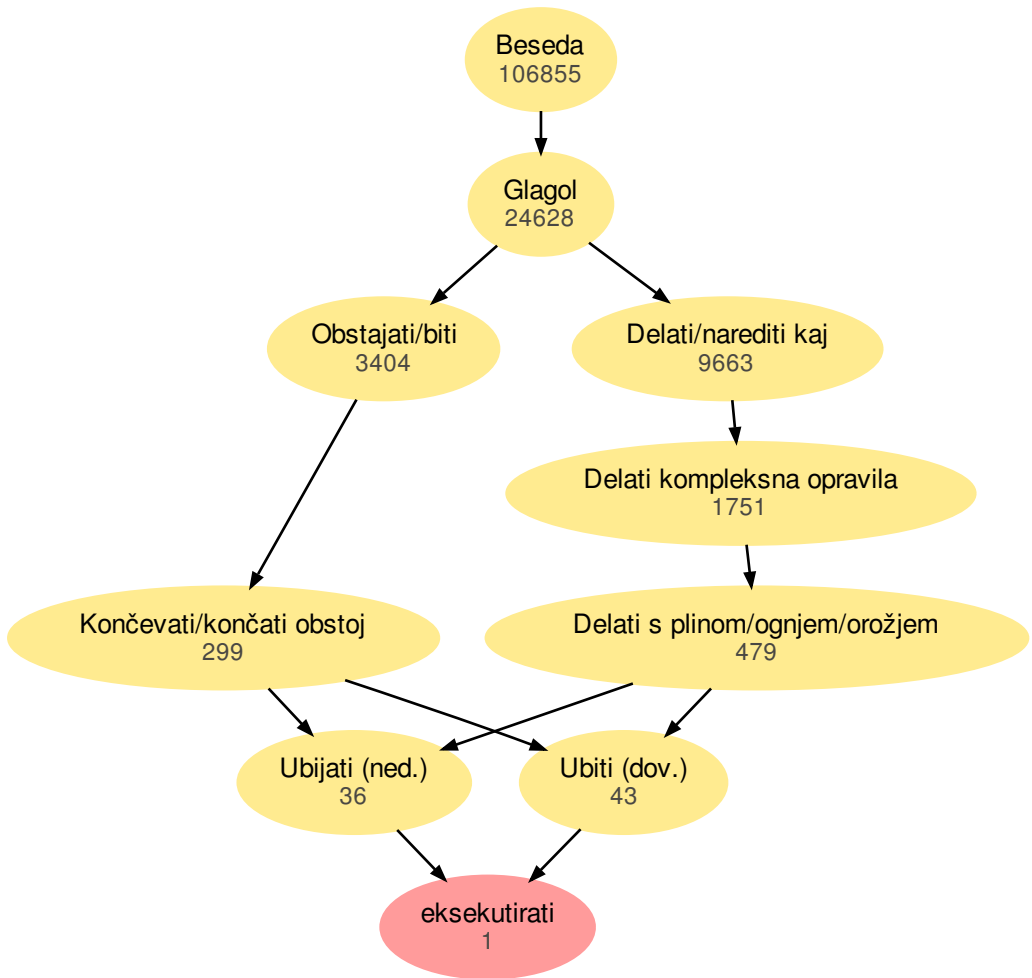 Beseda
106855
Glagol
24628
Obstajati/biti
3404
Delati/narediti kaj
9663
Delati kompleksna opravila
1751
Končevati/končati obstoj
299
Delati s plinom/ognjem/orožjem
479
Ubijati (ned.)
36
Ubiti (dov.)
43
eksekutirati
1